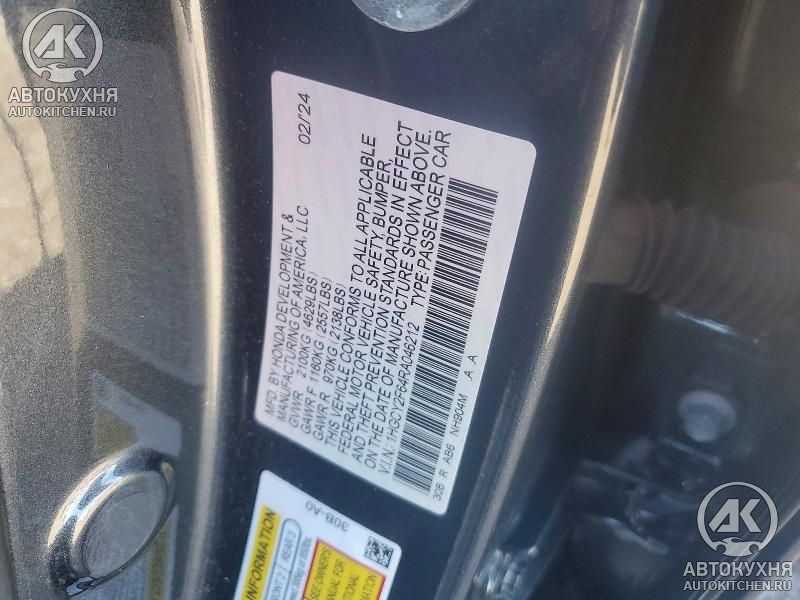 АВТОКУХНЯ
AUTOKITCHEN.RU
MFD. BY HONDA DEVELOPMENT &
MANUFACTURING OF AMERICA, LLC 02/'24
GVWR 2100KG (4629LBS)
GAWR F 1160KG (2557LBS)
GAWR R 970KG (2138LBS)
THIS VEHICLE CONFORMS TO ALL APPLICABLE
FEDERAL MOTOR VEHICLE SAFETY, BUMPER,
AND THEFT PREVENTION STANDARDS IN EFFECT
ON THE DATE OF MANUFACTURE SHOWN ABOVE.
V.I.N.: 1HGCY2F64RA046212 TYPE:PASSENGER CAR
30B R AB6 NH904M A A
30B-A0
INFORMATION
OWNER'S
MANUAL FOR
АВТОКУХНЯ
AUTOKITCHEN.RU